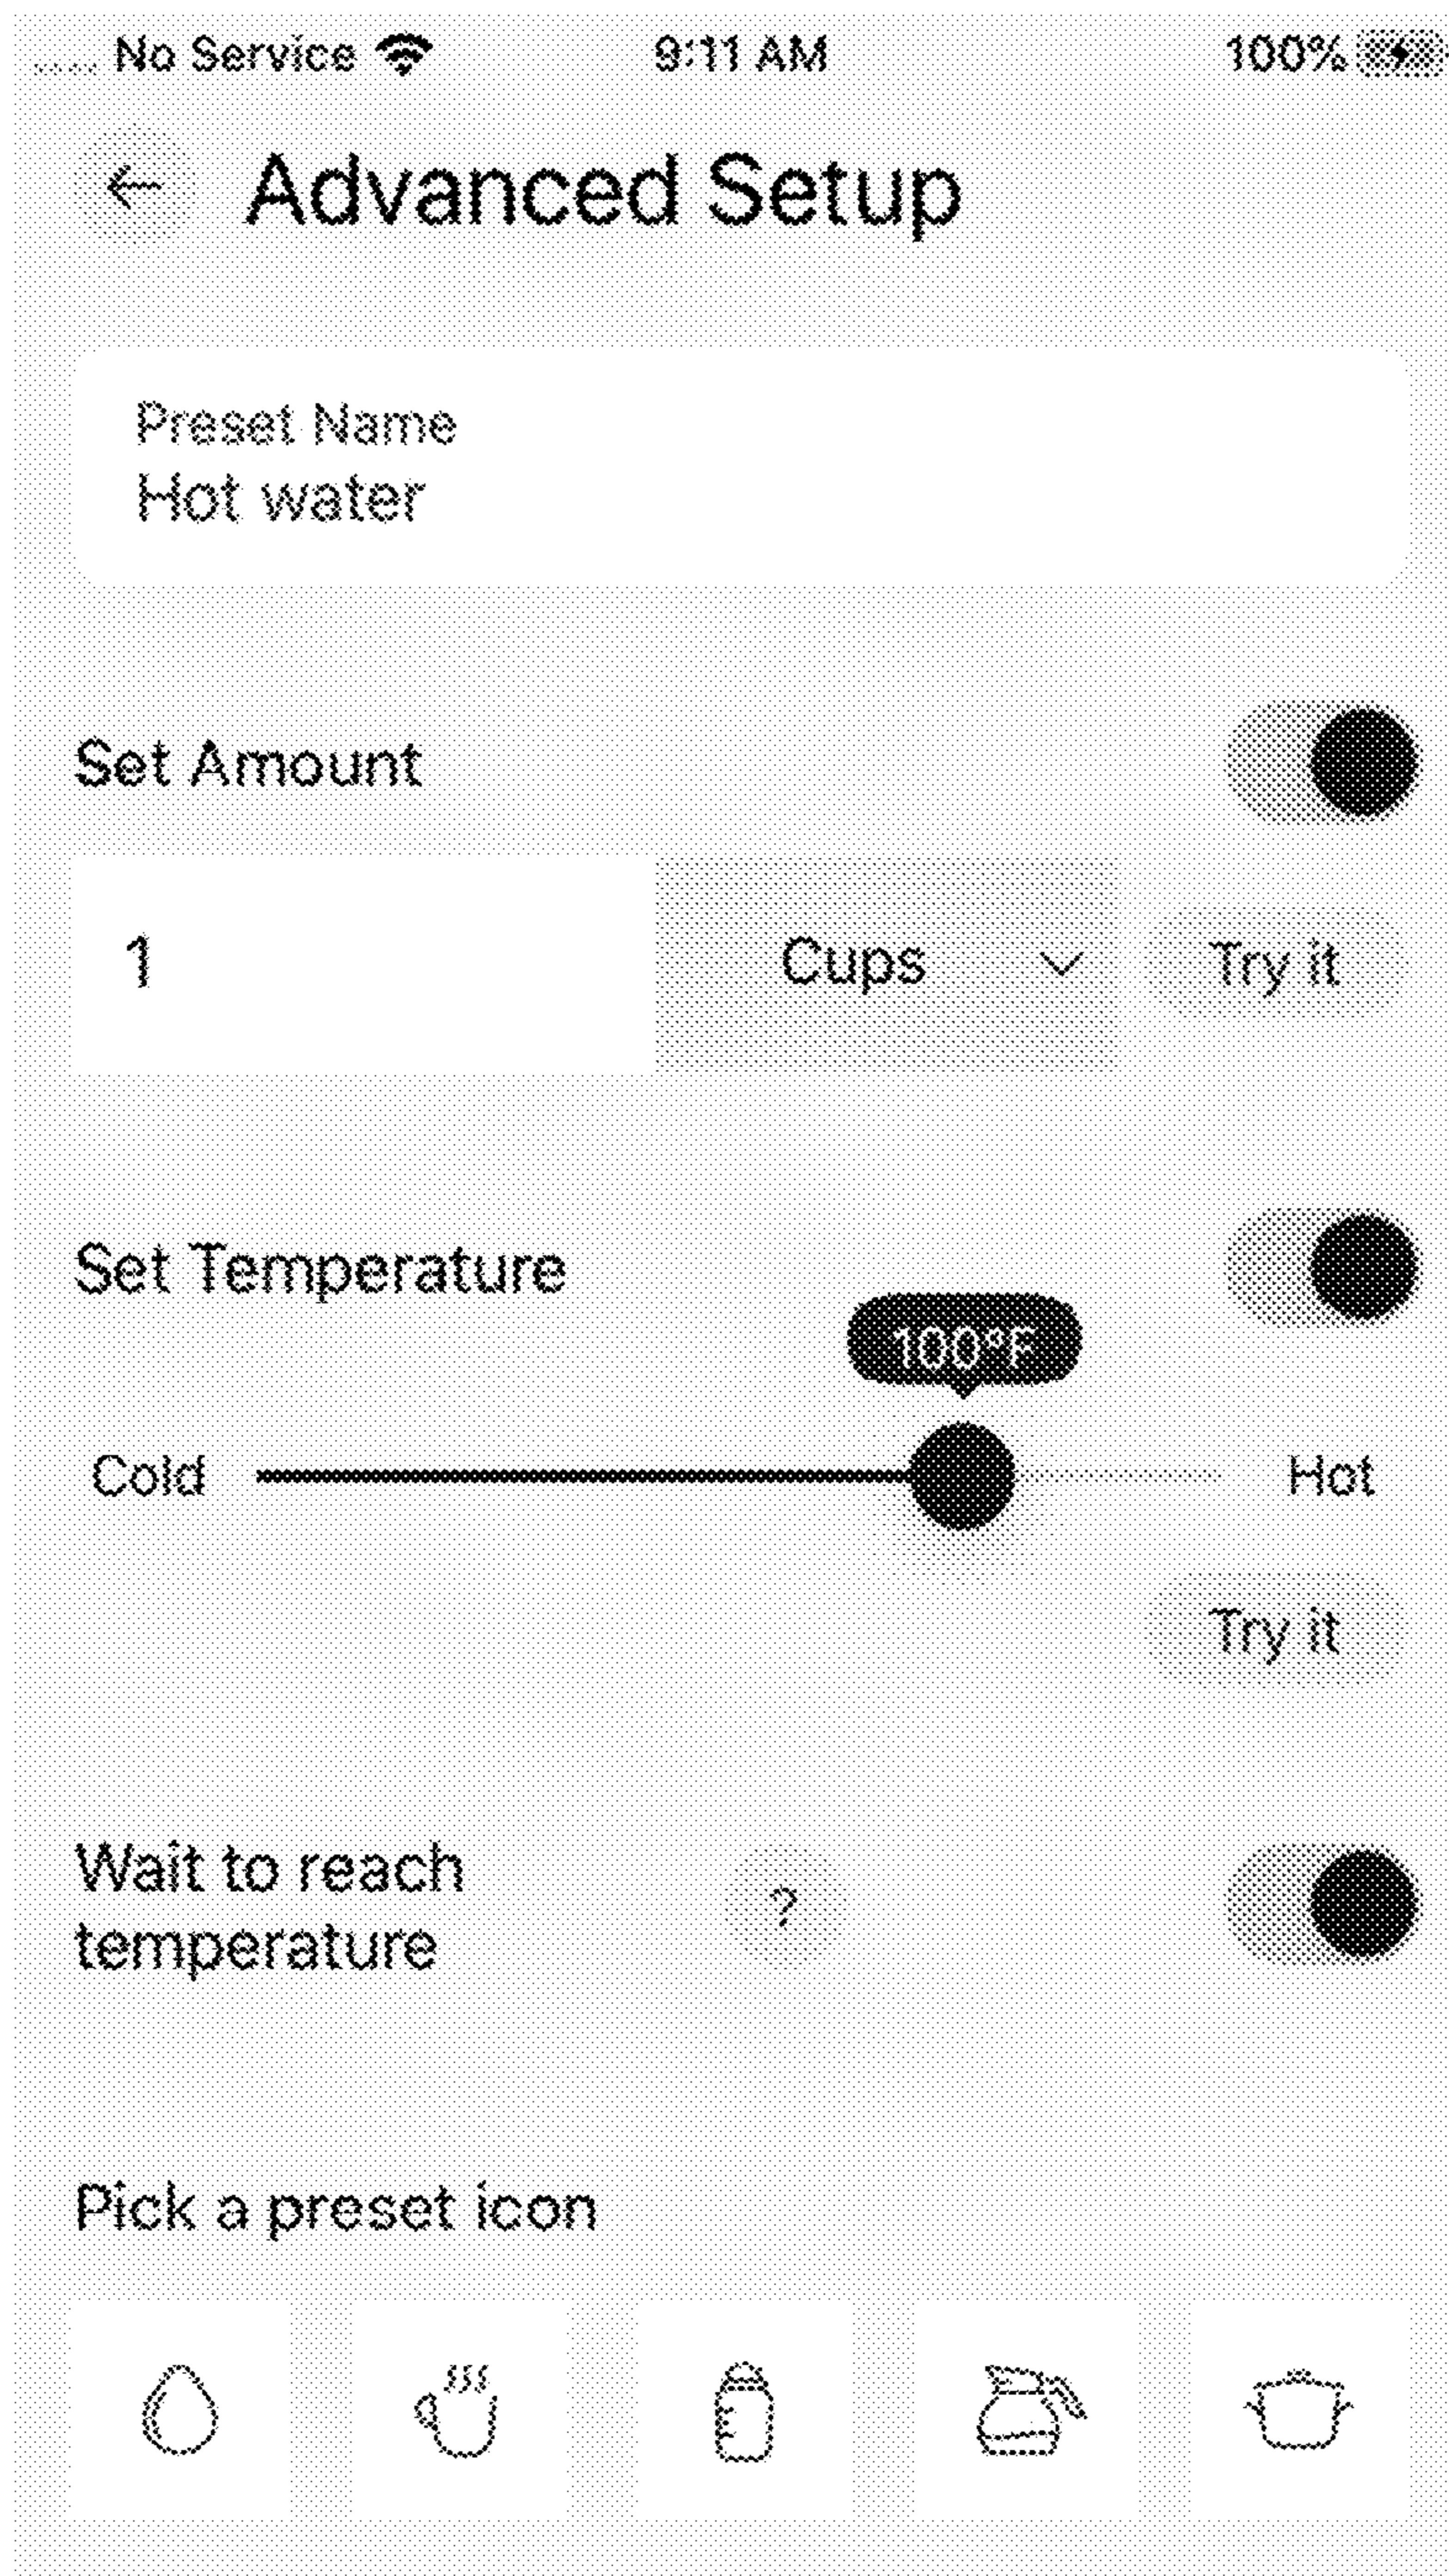 No Service 9:11 AM 100%
Advanced Setup
Preset Name
Hot water
Set Amount
1 Cups Try it
Set Temperature
100°F
Cold Hot
Try it
Wait to reach
temperature
?
Pick a preset icon